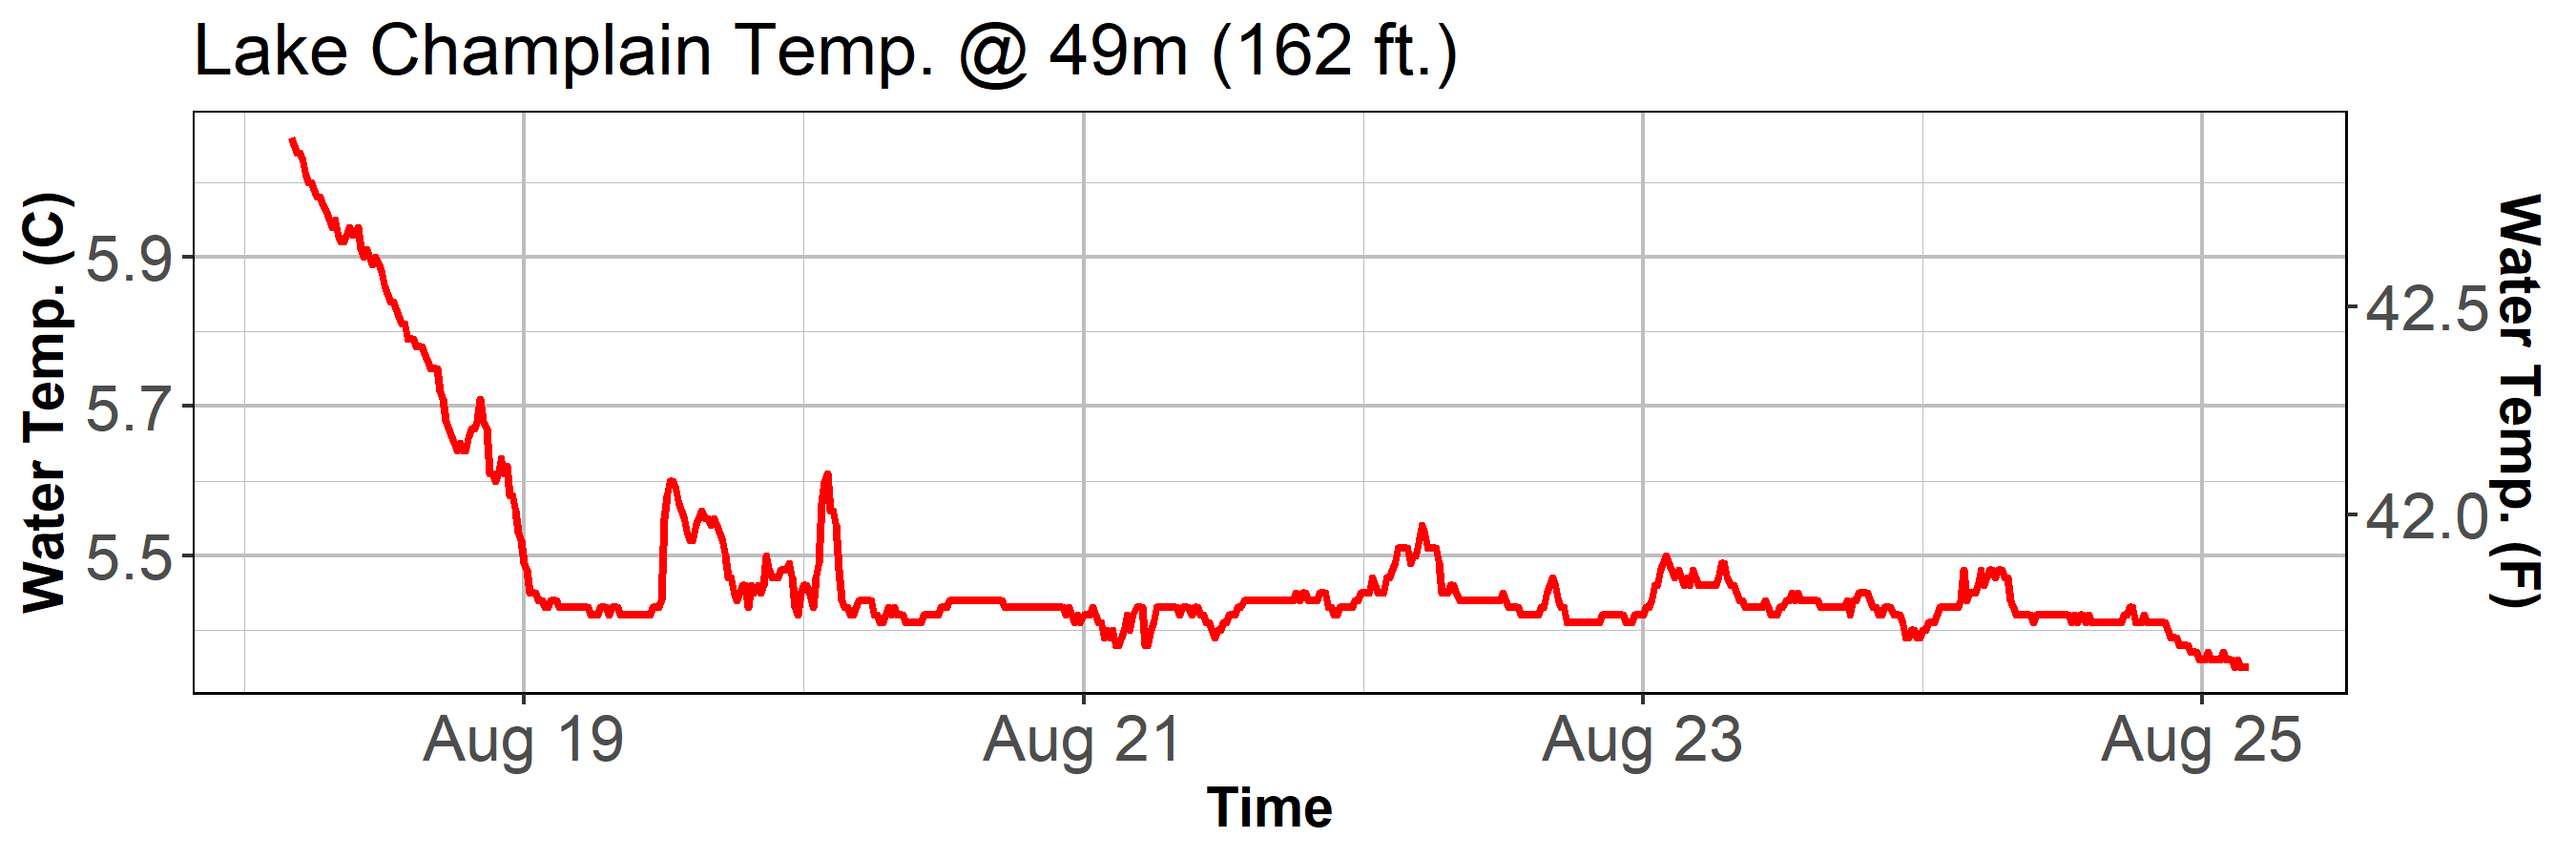 Lake Champlain Temp. @ 49m (162 ft.)
Water Temp. (C)
5.9
5.7
5.5
42.5
42.0
Water Temp. (F)
Aug 19
Aug 21
Aug 23
Aug 25
Time